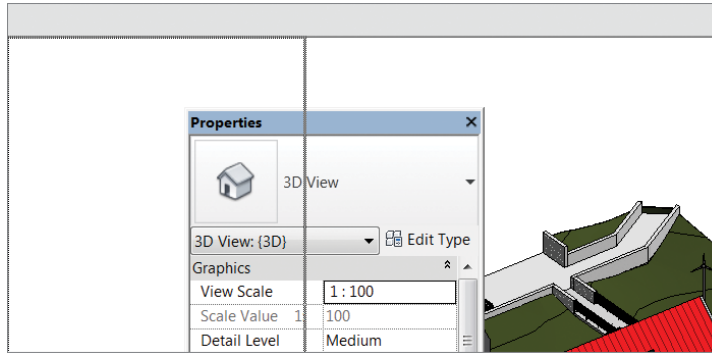 Properties
3D View
3D View: {3D}
Edit Type
Graphics
View Scale 1 : 100
Scale Value 1: 100
Detail Level Medium